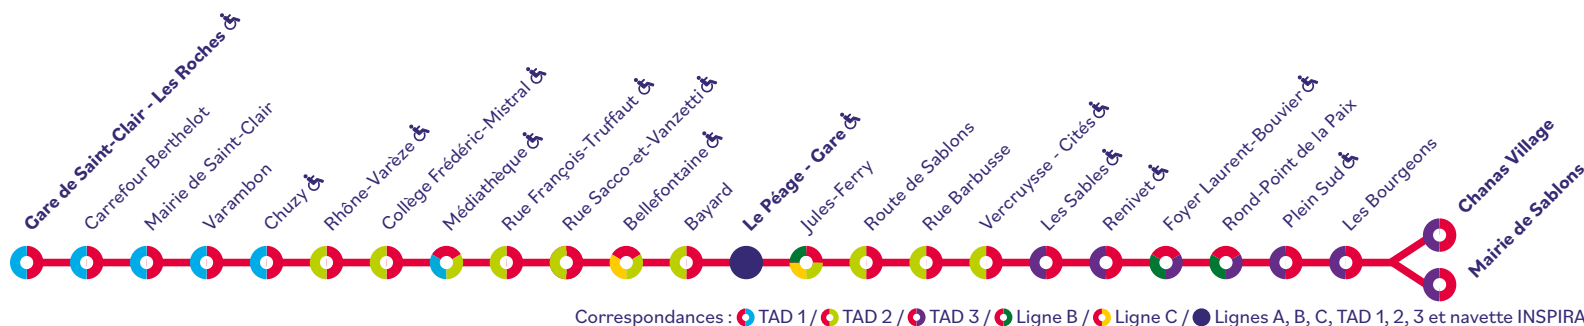 Gare de Saint-Clair - Les Roches
Carrefour Berthelot
Mairie de Saint-Clair
Varambon
Chuzy
Rhône-Varèze
Collège Frédéric-Mistral
Médiathèque
Rue François-Truffaut
Rue Sacco-et-Vanzetti
Bellefontaine
Bayard
Le Péage - Gare
Jules-Ferry
Route de Sablons
Rue Barbusse
Vercruysse - Cités
Les Sables
Renivet
Foyer Laurent-Bouvier
Rond-Point de la Paix
Plein Sud
Les Bourgeons
Chanas Village
Mairie de Sablons
Correspondances : TAD 1 / TAD 2 / TAD 3 / Ligne B / Ligne C / Lignes A, B, C, TAD 1, 2, 3 et navette INSPIRA